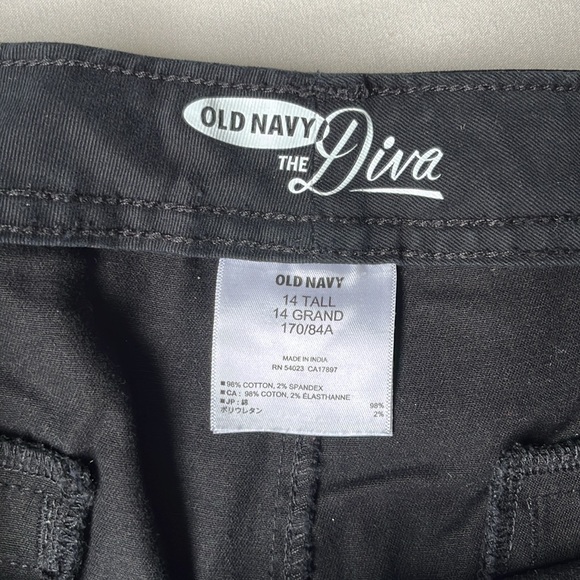 OLD NAVY
THE Diva
OLD NAVY
14 TALL
14 GRAND
170/84A
MADE IN INDIA
RN 54023 CA17897
■ 98% COTTON, 2% SPANDEX
■ CA : 98% COTON, 2% ÉLASTHANNE
■ JP : 綿 98%
ポリウレタン 2%